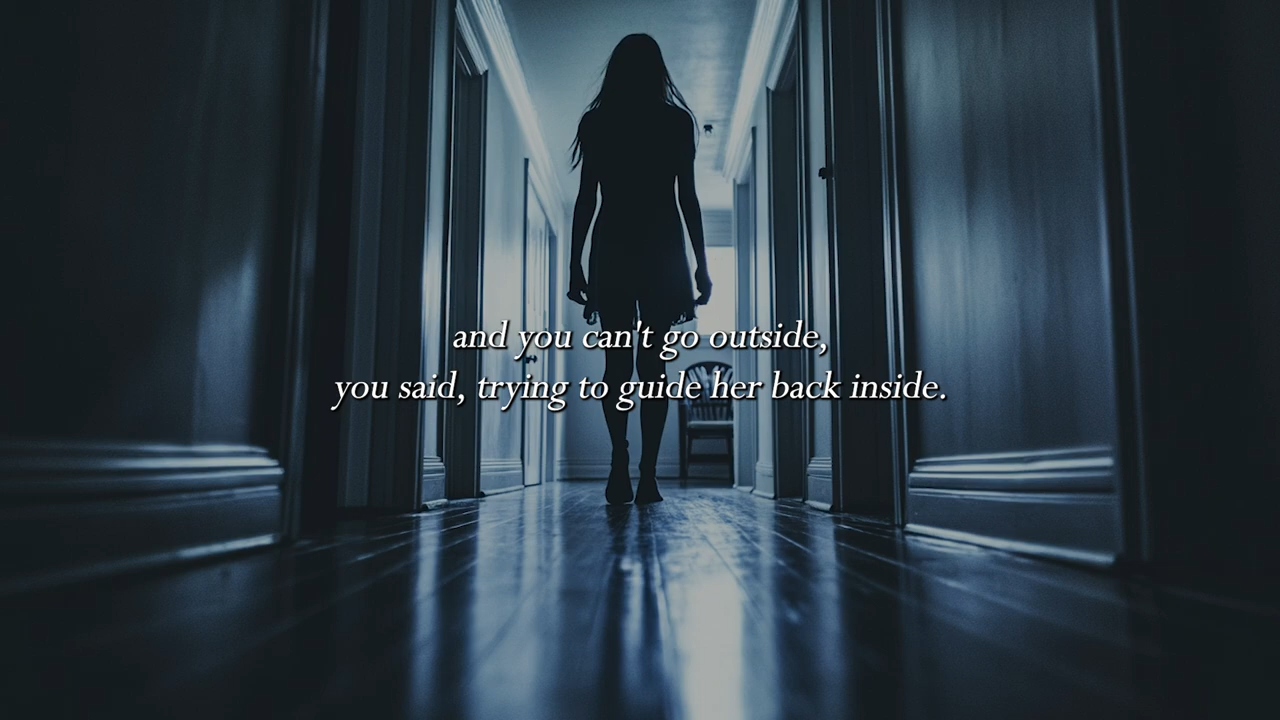 and you can't go outside,
you said, trying to guide her back inside.